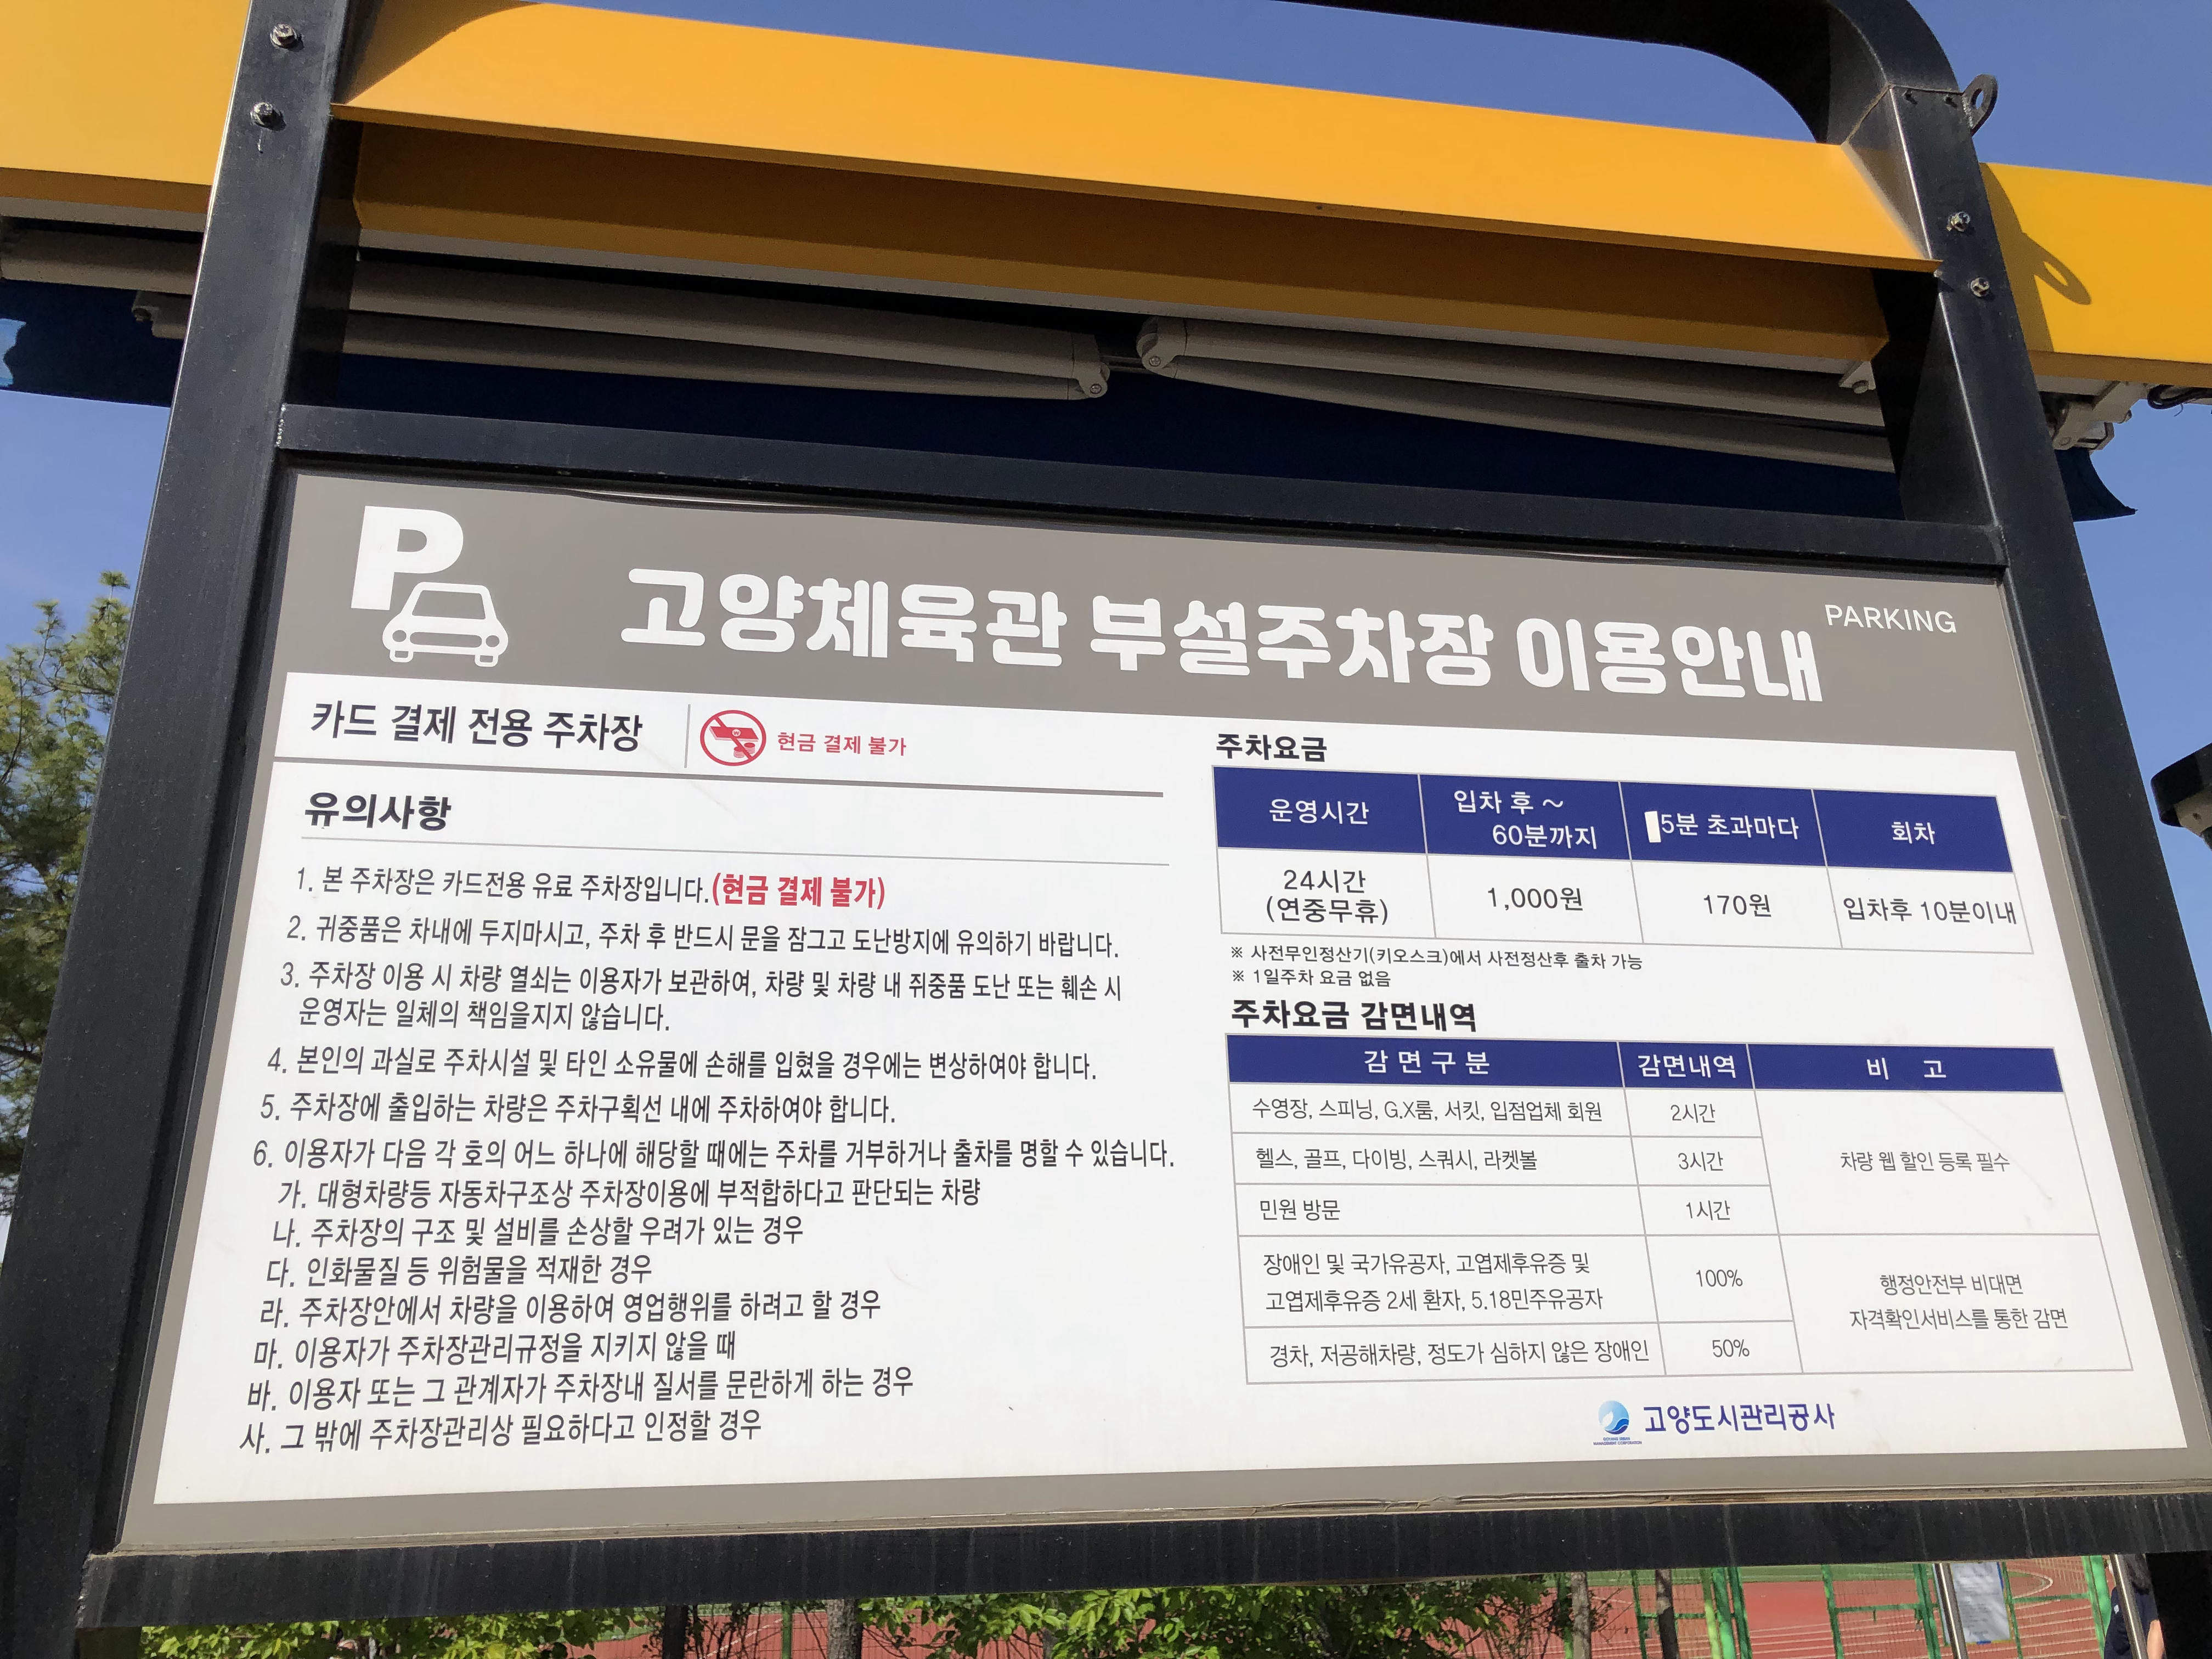 P
고양체육관 부설주차장 이용안내
PARKING
카드 결제 전용 주차장
현금 결제 불가
유의사항
1. 본 주차장은 카드전용 유료 주차장입니다.(현금 결제 불가)
2. 귀중품은 차내에 두지마시고, 주차 후 반드시 문을 잠그고 도난방지에 유의하기 바랍니다.
3. 주차장 이용 시 차량 열쇠는 이용자가 보관하여, 차량 및 차량 내 쥐중품 도난 또는 훼손 시
운영자는 일체의 책임을지지 않습니다.
4. 본인의 과실로 주차시설 및 타인 소유물에 손해를 입혔을 경우에는 변상하여야 합니다.
5. 주차장에 출입하는 차량은 주차구획선 내에 주차하여야 합니다.
6. 이용자가 다음 각 호의 어느 하나에 해당할 때에는 주차를 거부하거나 출차를 명할 수 있습니다.
가. 대형차량등 자동차구조상 주차장이용에 부적합하다고 판단되는 차량
나. 주차장의 구조 및 설비를 손상할 우려가 있는 경우
다. 인화물질 등 위험물을 적재한 경우
라. 주차장안에서 차량을 이용하여 영업행위를 하려고 할 경우
마. 이용자가 주차장관리규정을 지키지 않을 때
바. 이용자 또는 그 관계자가 주차장내 질서를 문란하게 하는 경우
사. 그 밖에 주차장관리상 필요하다고 인정할 경우
주차요금
운영시간
입차 후 ~
60분까지
5분 초과마다
회차
24시간
(연중무휴)
1,000원
170원
입차후 10분이내
※ 사전무인정산기(키오스크)에서 사전정산후 출차 가능
※ 1일주차 요금 없음
주차요금 감면내역
감 면 구 분
감면내역
비 고
수영장, 스피닝, G.X룸, 서킷, 입점업체 회원
2시간
헬스, 골프, 다이빙, 스쿼시, 라켓볼
3시간
차량 웹 할인 등록 필수
민원 방문
1시간
장애인 및 국가유공자, 고엽제후유증 및
고엽제후유증 2세 환자, 5.18민주유공자
100%
행정안전부 비대면
자격확인서비스를 통한 감면
경차, 저공해차량, 정도가 심하지 않은 장애인
50%
고양도시관리공사